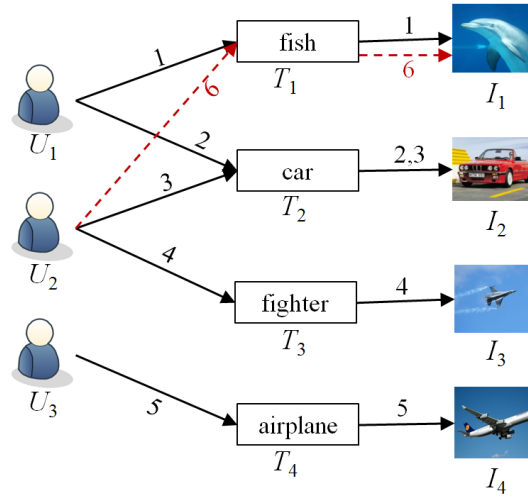 1
fish
1
T1
6
6
I1
U1
2
car
2,3
3
T2
I2
U2
4
fighter
4
T3
I3
U3
5
airplane
5
T4
I4